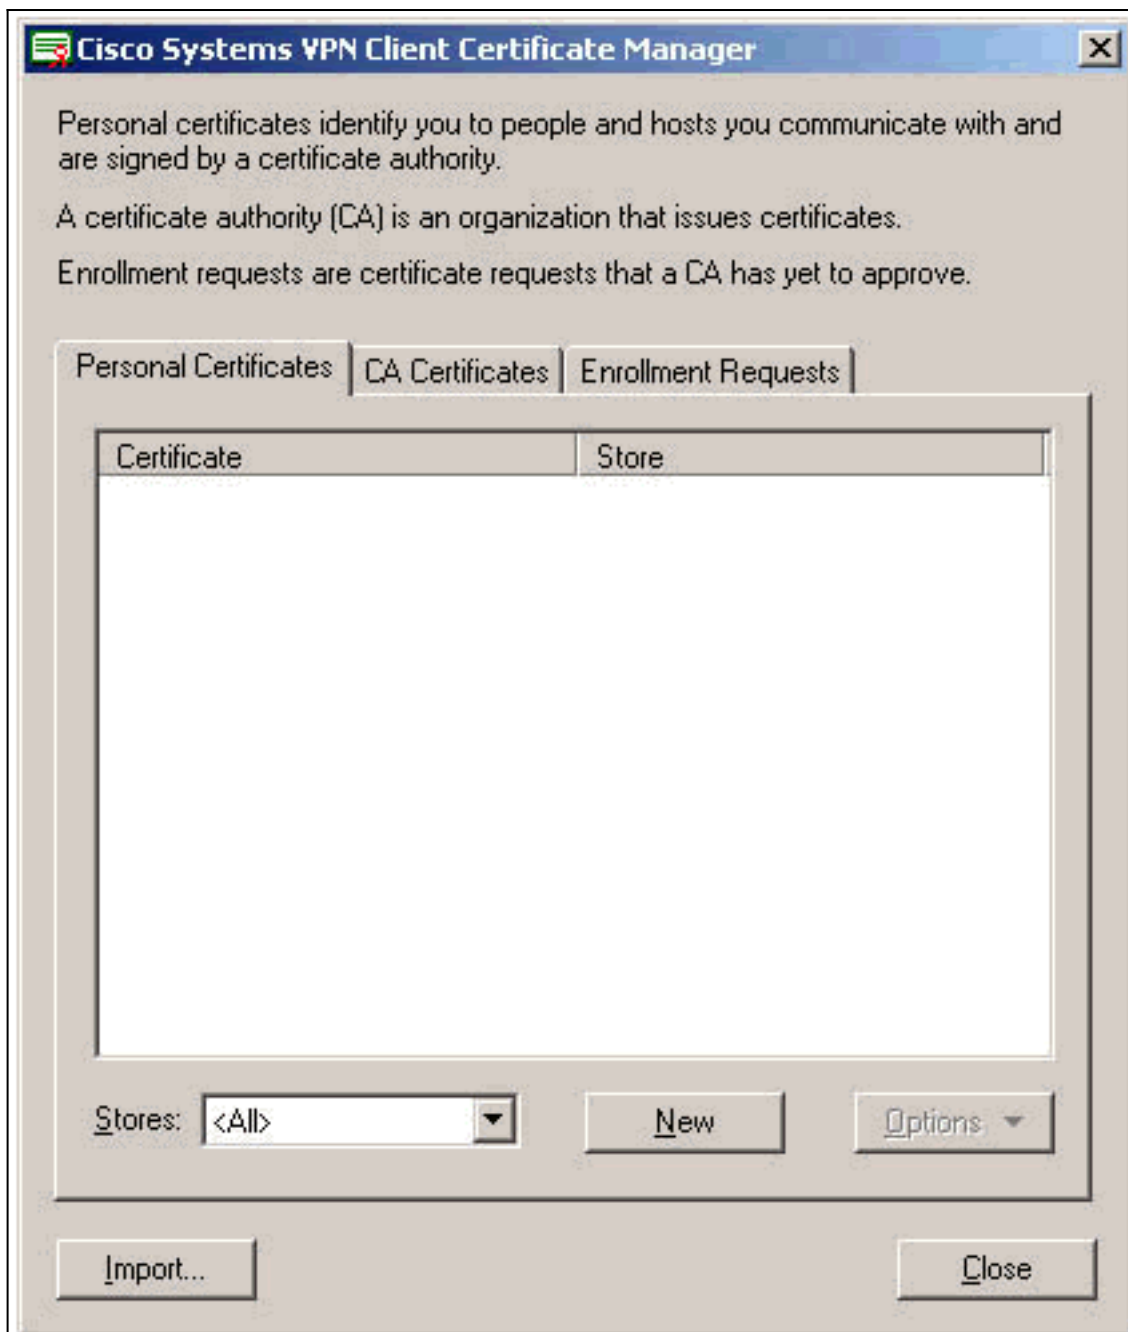 Cisco Systems VPN Client Certificate Manager
Personal certificates identify you to people and hosts you communicate with and
are signed by a certificate authority.
A certificate authority (CA) is an organization that issues certificates.
Enrollment requests are certificate requests that a CA has yet to approve.
Personal Certificates CA Certificates Enrollment Requests
Certificate Store
Stores: <All> New Options
Import... Close